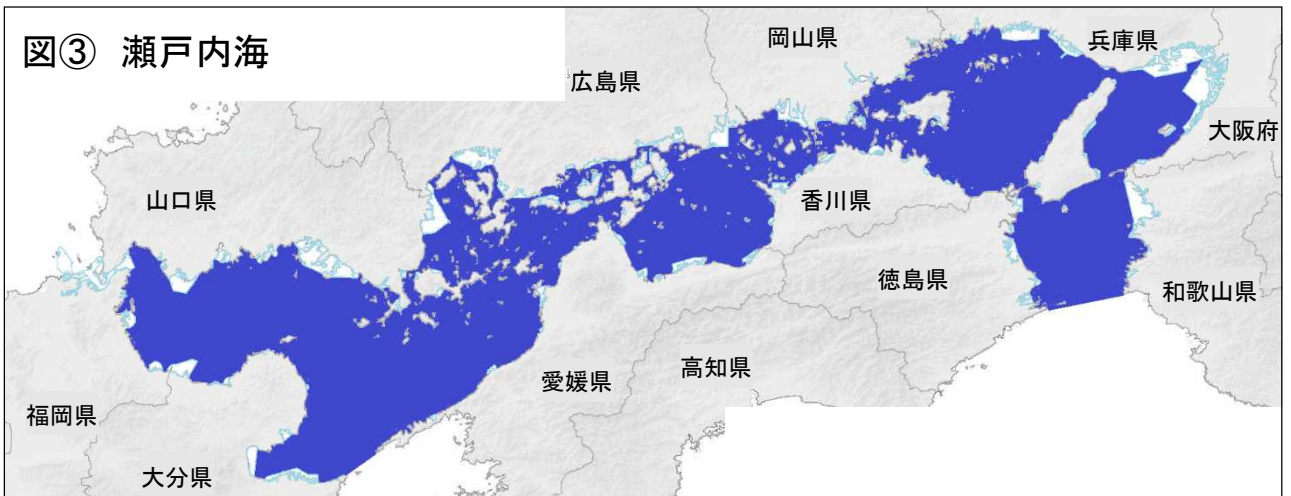 図③ 瀬戸内海
岡山県
兵庫県
広島県
大阪府
山口県
香川県
徳島県
和歌山県
高知県
愛媛県
福岡県
大分県